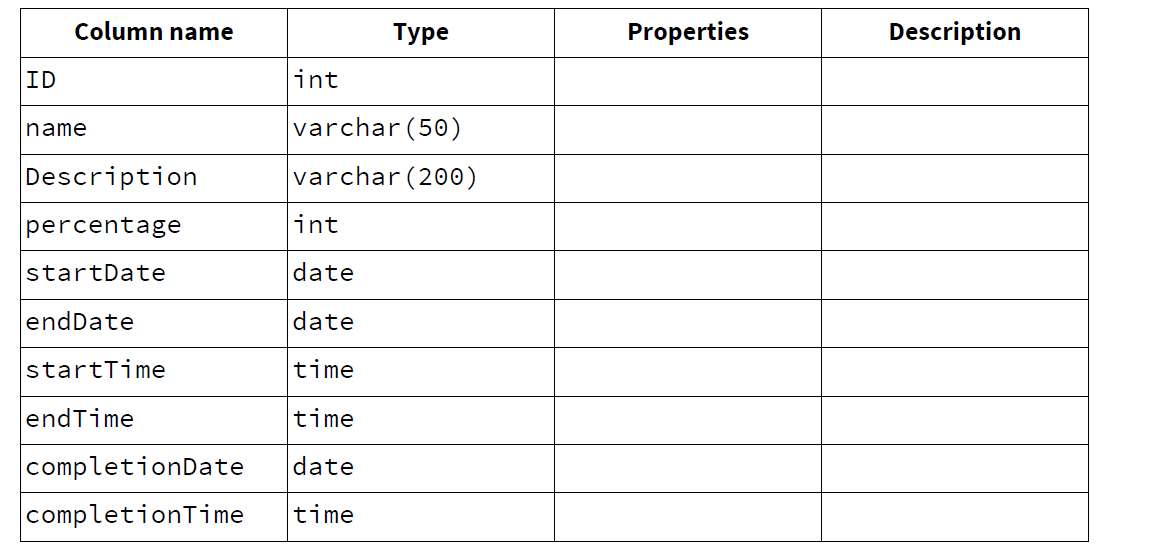 Column name Type Properties Description
ID int
name varchar(50)
Description varchar(200)
percentage int
startDate date
endDate date
startTime time
endTime time
completionDate date
completionTime time